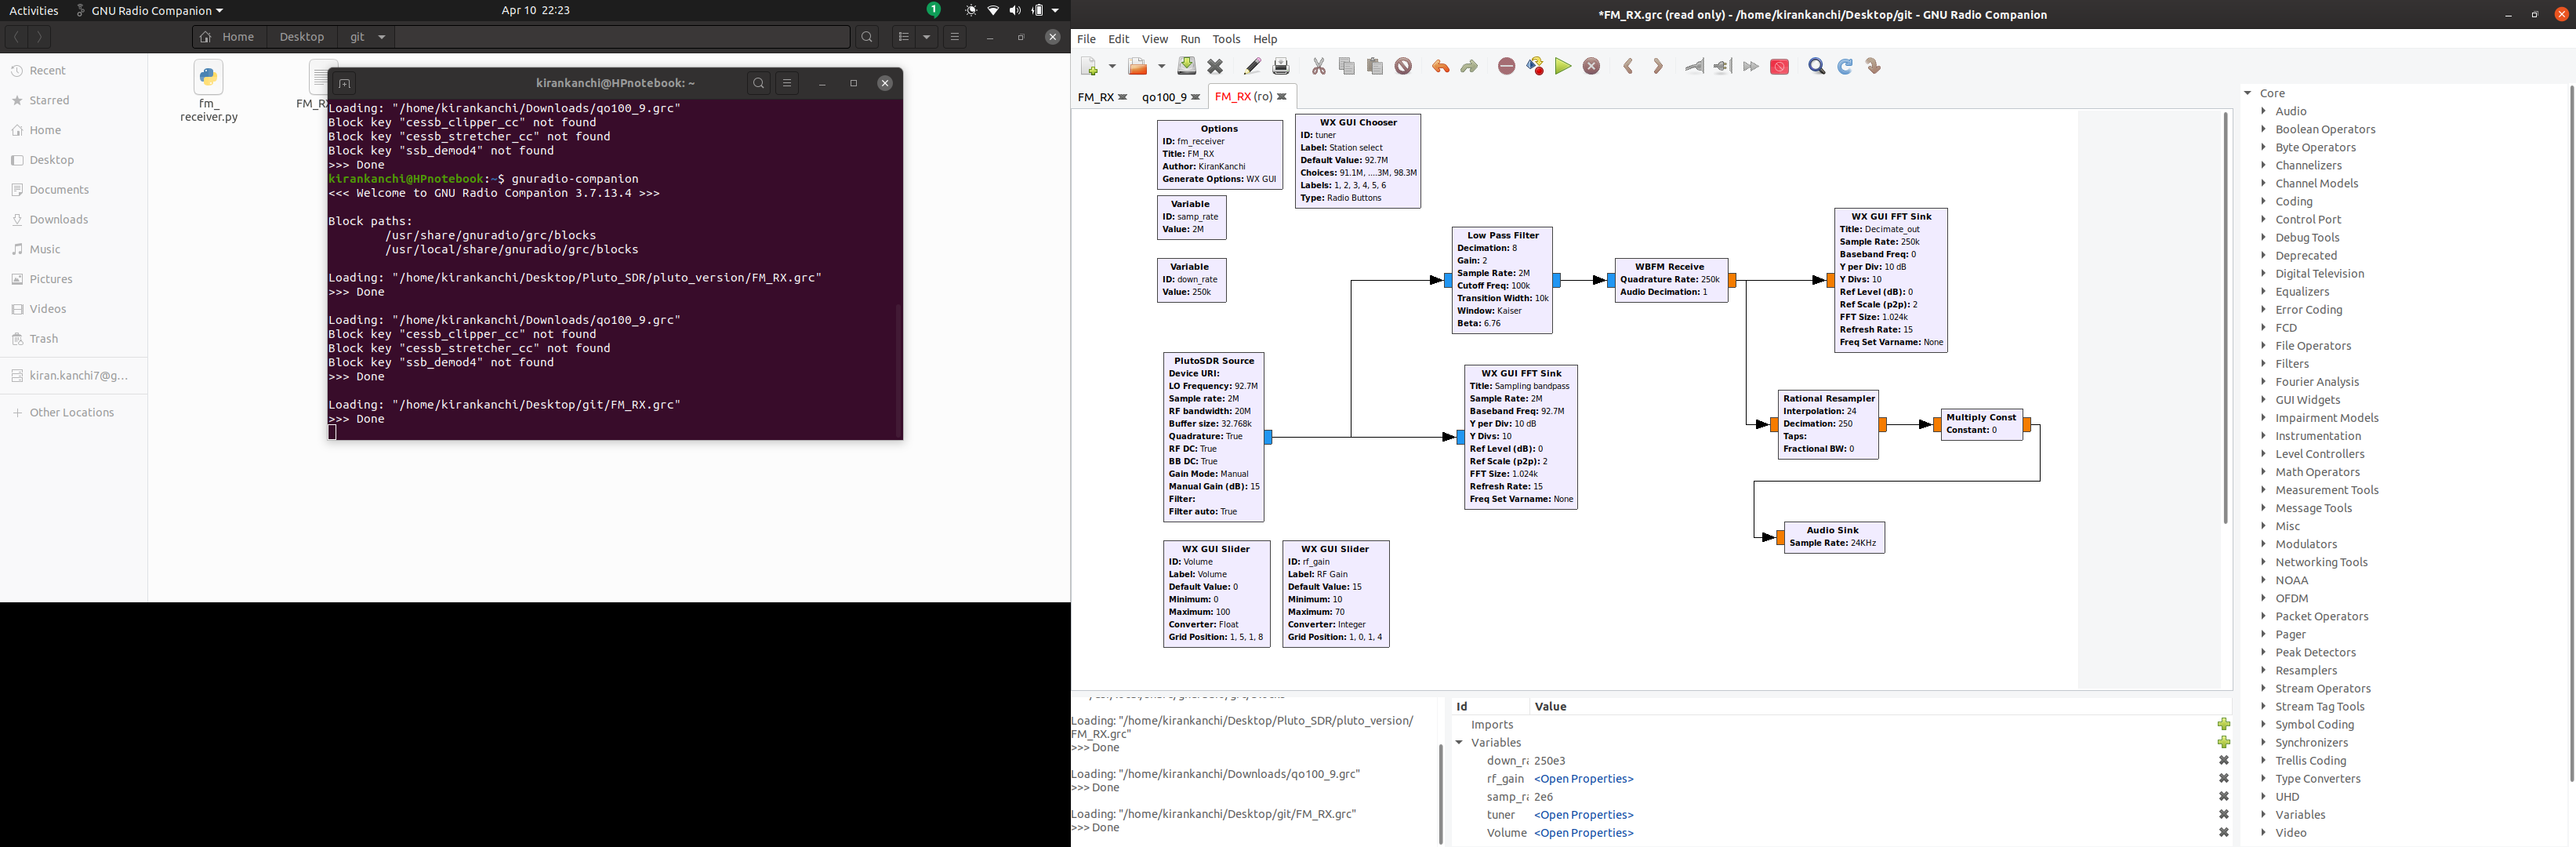 Activities GNU Radio Companion Apr 10 22:23 1
Home Desktop git
Recent
Starred
Home
Desktop
Documents
Downloads
Music
Pictures
Videos
Trash
kiran.kanchi7@g...
Other Locations
fm_
receiver.py
kirankanchi@HPnotebook: ~
Loading: "/home/kirankanchi/Downloads/qo100_9.grc"
Block key "cessb_clipper_cc" not found
Block key "cessb_stretcher_cc" not found
Block key "ssb_demod4" not found
>>> Done
kirankanchi@HPnotebook:~$ gnuradio-companion
<<< Welcome to GNU Radio Companion 3.7.13.4 >>>
Block paths:
/usr/share/gnuradio/grc/blocks
/usr/local/share/gnuradio/grc/blocks
Loading: "/home/kirankanchi/Desktop/Pluto_SDR/pluto_version/FM_RX.grc"
>>> Done
Loading: "/home/kirankanchi/Downloads/qo100_9.grc"
Block key "cessb_clipper_cc" not found
Block key "cessb_stretcher_cc" not found
Block key "ssb_demod4" not found
>>> Done
Loading: "/home/kirankanchi/Desktop/git/FM_RX.grc"
>>> Done
*FM_RX.grc (read only) - /home/kirankanchi/Desktop/git - GNU Radio Companion
File Edit View Run Tools Help
FM_RX qo100_9 FM_RX (ro)
Options
ID: fm_receiver
Title: FM_RX
Author: KiranKanchi
Generate Options: WX GUI
WX GUI Chooser
ID: tuner
Label: Station select
Default Value: 92.7M
Choices: 91.1M, ....3M, 98.3M
Labels: 1, 2, 3, 4, 5, 6
Type: Radio Buttons
Variable
ID: samp_rate
Value: 2M
Variable
ID: down_rate
Value: 250k
Low Pass Filter
Decimation: 8
Gain: 2
Sample Rate: 2M
Cutoff Freq: 100k
Transition Width: 10k
Window: Kaiser
Beta: 6.76
WBFM Receive
Quadrature Rate: 250k
Audio Decimation: 1
WX GUI FFT Sink
Title: Decimate_out
Sample Rate: 250k
Baseband Freq: 0
Y per Div: 10 dB
Y Divs: 10
Ref Level (dB): 0
Ref Scale (p2p): 2
FFT Size: 1.024k
Refresh Rate: 15
Freq Set Varname: None
PlutoSDR Source
Device URI:
LO Frequency: 92.7M
Sample rate: 2M
RF bandwidth: 20M
Buffer size: 32.768k
Quadrature: True
RF DC: True
BB DC: True
Gain Mode: Manual
Manual Gain (dB): 15
Filter:
Filter auto: True
WX GUI FFT Sink
Title: Sampling bandpass
Sample Rate: 2M
Baseband Freq: 92.7M
Y per Div: 10 dB
Y Divs: 10
Ref Level (dB): 0
Ref Scale (p2p): 2
FFT Size: 1.024k
Refresh Rate: 15
Freq Set Varname: None
Rational Resampler
Interpolation: 24
Decimation: 250
Taps:
Fractional BW: 0
Multiply Const
Constant: 0
Audio Sink
Sample Rate: 24KHz
WX GUI Slider
ID: Volume
Label: Volume
Default Value: 0
Minimum: 0
Maximum: 100
Converter: Float
Grid Position: 1, 5, 1, 8
WX GUI Slider
ID: rf_gain
Label: RF Gain
Default Value: 15
Minimum: 10
Maximum: 70
Converter: Integer
Grid Position: 1, 0, 1, 4
Loading: "/home/kirankanchi/Desktop/Pluto_SDR/pluto_version/
FM_RX.grc"
>>> Done
Loading: "/home/kirankanchi/Downloads/qo100_9.grc"
>>> Done
Loading: "/home/kirankanchi/Desktop/git/FM_RX.grc"
>>> Done
Id Value
Imports
Variables
down_ra 250e3
rf_gain <Open Properties>
samp_ra 2e6
tuner <Open Properties>
Volume <Open Properties>
Core
Audio
Boolean Operators
Byte Operators
Channelizers
Channel Models
Coding
Control Port
Debug Tools
Deprecated
Digital Television
Equalizers
Error Coding
FCD
File Operators
Filters
Fourier Analysis
GUI Widgets
Impairment Models
Instrumentation
Level Controllers
Math Operators
Measurement Tools
Message Tools
Misc
Modulators
Networking Tools
NOAA
OFDM
Packet Operators
Pager
Peak Detectors
Resamplers
Stream Operators
Stream Tag Tools
Symbol Coding
Synchronizers
Trellis Coding
Type Converters
UHD
Variables
Video